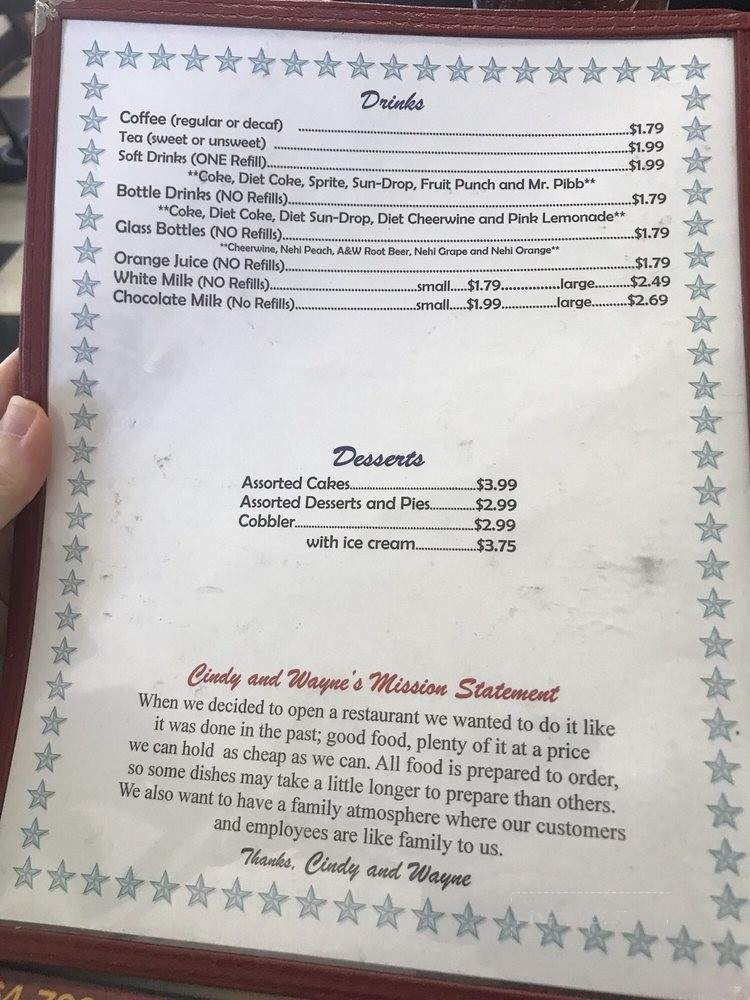 Drinks
Coffee (regular or decaf) ........ $1.79
Tea (sweet or unsweet) ........ $1.99
Soft Drinks (ONE Refill)........ $1.99
**Coke, Diet Coke, Sprite, Sun-Drop, Fruit Punch and Mr. Pibb**
Bottle Drinks (NO Refills)........ $1.79
**Coke, Diet Coke, Diet Sun-Drop, Diet Cheerwine and Pink Lemonade**
Glass Bottles (NO Refills)........ $1.79
**Cheerwine, Nehi Peach, A&W Root Beer, Nehi Grape and Nehi Orange**
Orange Juice (NO Refills)........ $1.79
White Milk (NO Refills)........small....$1.79........large........$2.49
Chocolate Milk (No Refills)........small....$1.99........large........$2.69
Desserts
Assorted Cakes........$3.99
Assorted Desserts and Pies........$2.99
Cobbler........$2.99
with ice cream........$3.75
Cindy and Wayne's Mission Statement
When we decided to open a restaurant we wanted to do it like
it was done in the past; good food, plenty of it at a price
we can hold as cheap as we can. All food is prepared to order,
so some dishes may take a little longer to prepare than others.
We also want to have a family atmosphere where our customers
and employees are like family to us.
Thanks, Cindy and Wayne